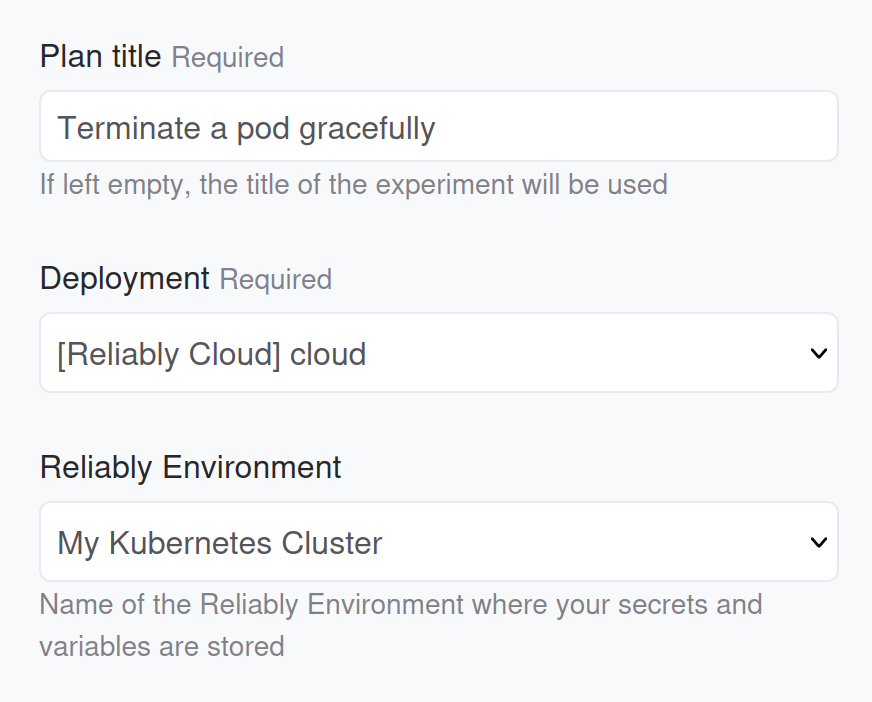 Plan title Required
Terminate a pod gracefully
If left empty, the title of the experiment will be used
Deployment Required
[Reliably Cloud] cloud
Reliably Environment
My Kubernetes Cluster
Name of the Reliably Environment where your secrets and
variables are stored